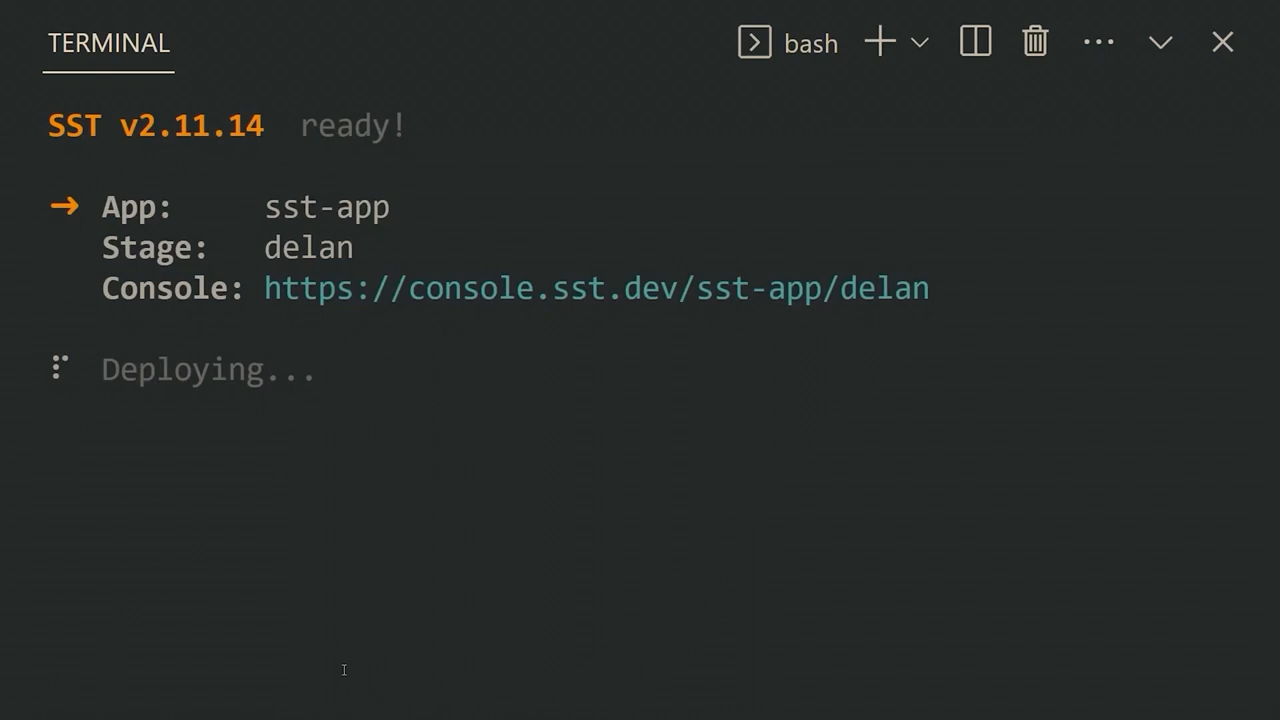 TERMINAL
bash
SST v2.11.14 ready!
➜ App: sst-app
Stage: delan
Console: https://console.sst.dev/sst-app/delan
Deploying...